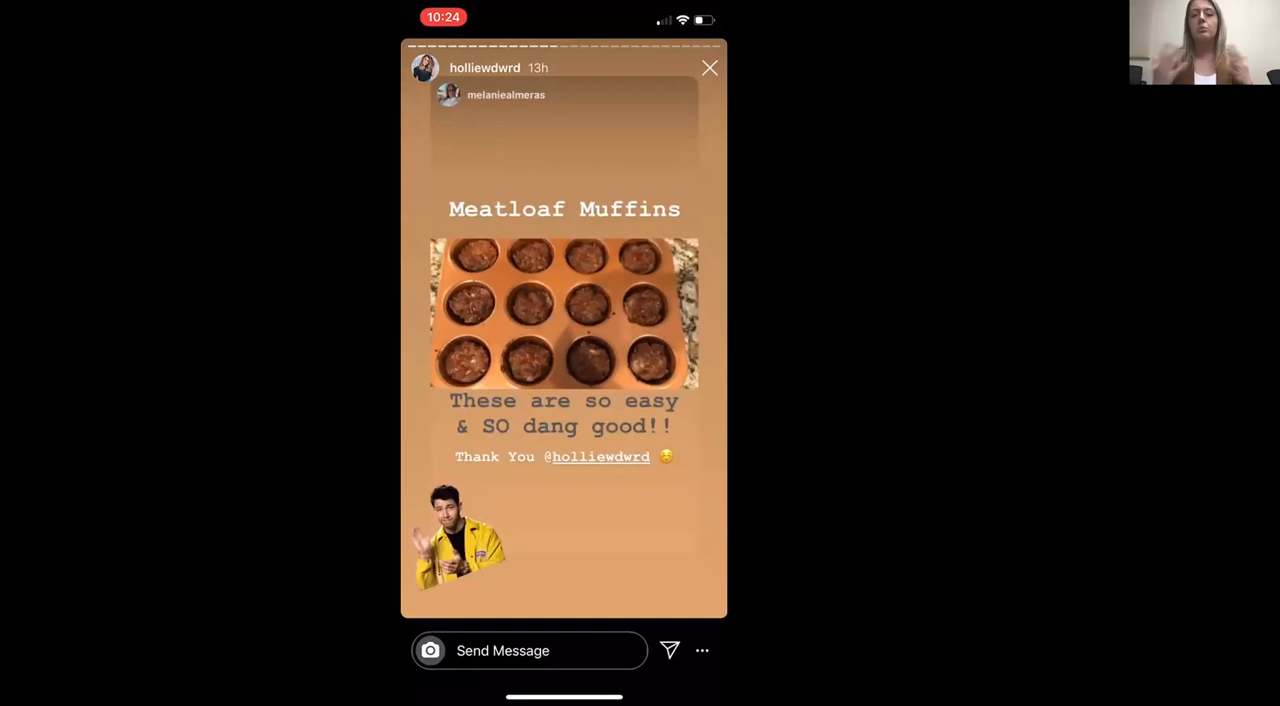 10:24
holliewdwrd 13h
melaniealmeras
Meatloaf Muffins
These are so easy
& SO dang good!!
Thank You @holliewdwrd ☺️
Send Message